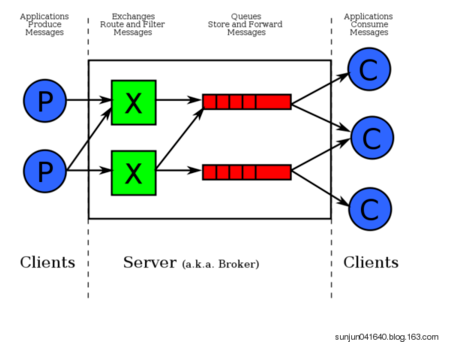 Applications
Produce
Messages
Exchanges
Route and Filter
Messages
Queues
Store and Forward
Messages
Applications
Consume
Messages
P
X
C
P
X
C
C
Clients
Server (a.k.a. Broker)
Clients
sunjun041640.blog.163.com